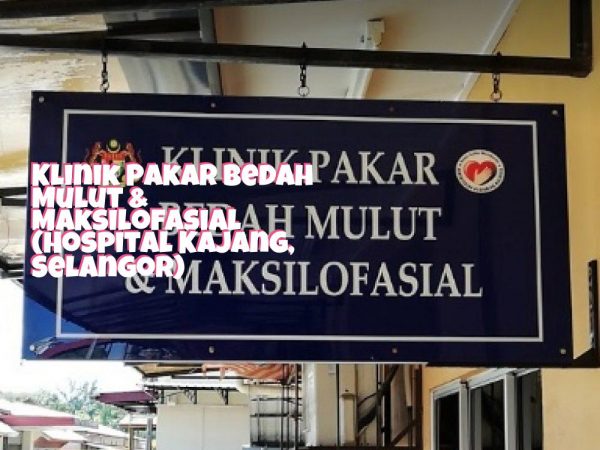 KLINIK PAKAR
BEDAH MULUT
& MAKSILOFASIAL
Klinik Pakar Bedah
Mulut &
Maksilofasial
(Hospital Kajang,
Selangor)